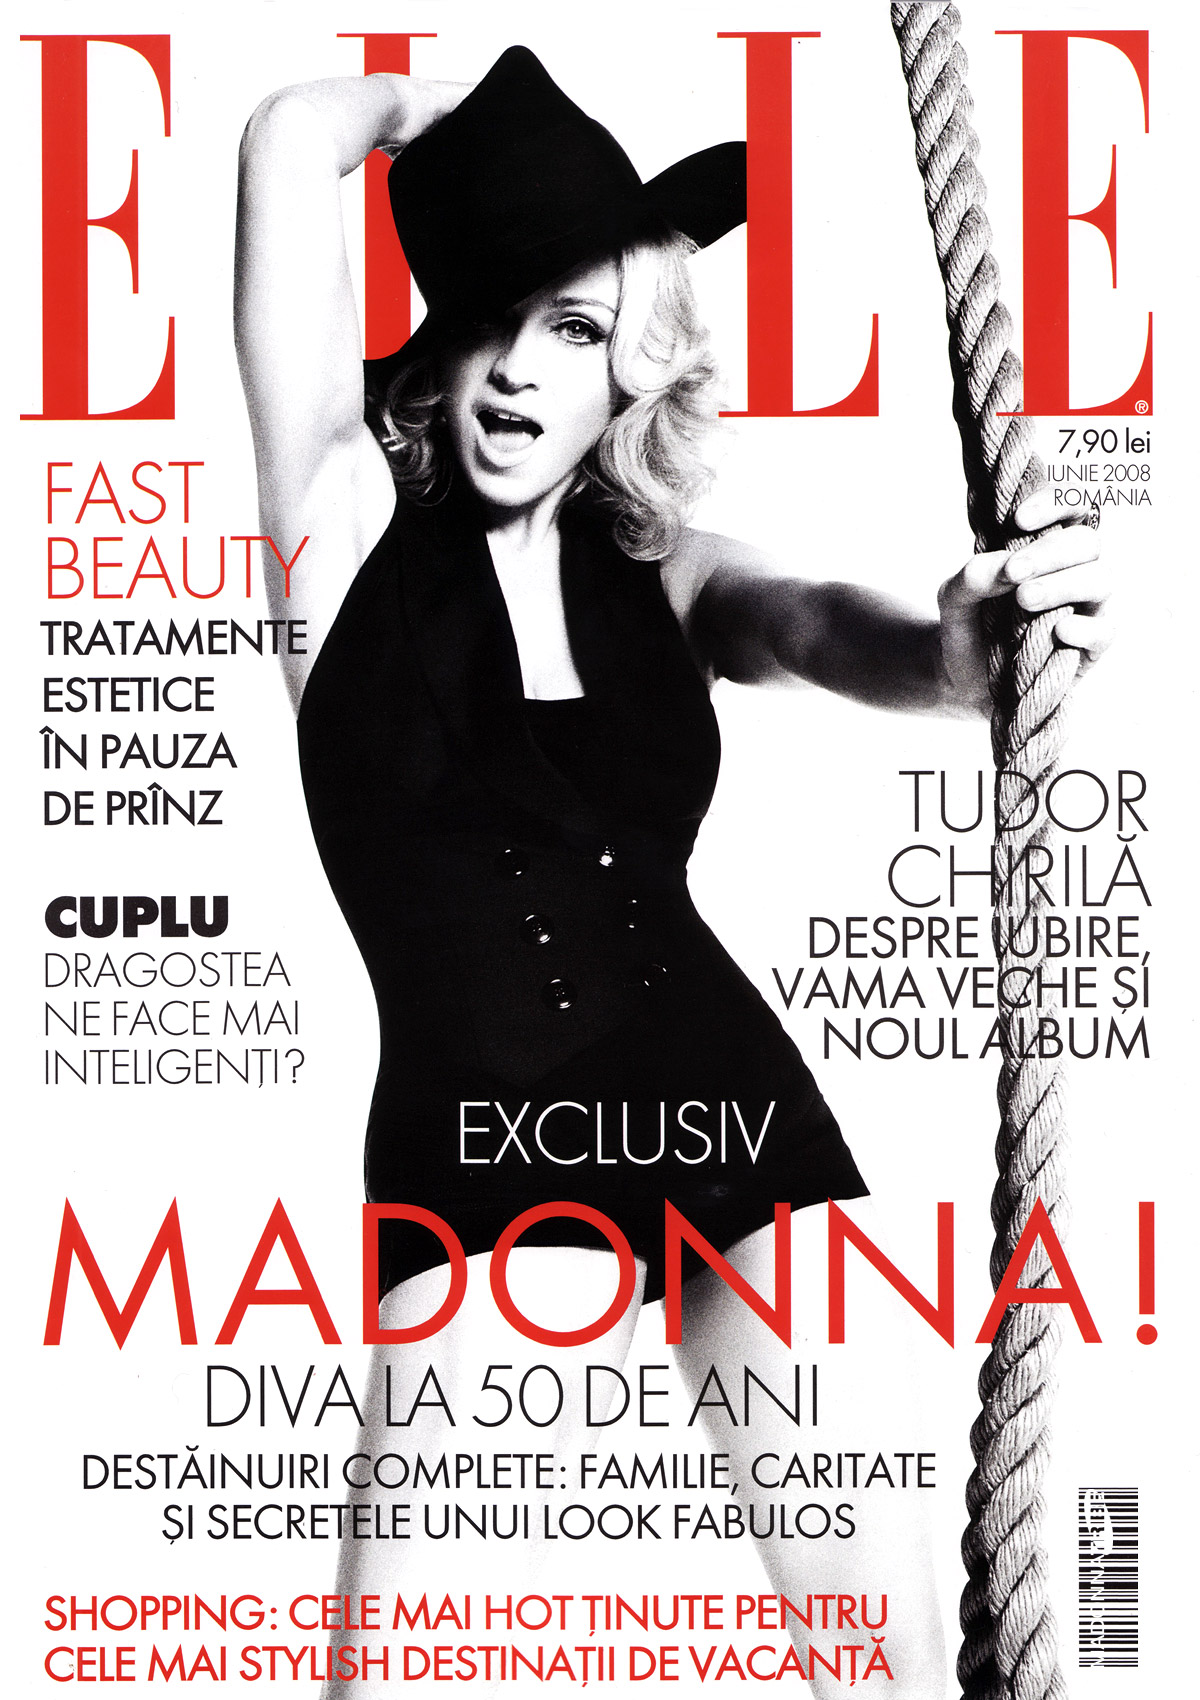 ELLE
®
7,90 lei
IUNIE 2008
ROMÂNIA
FAST
BEAUTY
TRATAMENTE
ESTETICE
ÎN PAUZA
DE PRÎNZ
CUPLU
DRAGOSTEA
NE FACE MAI
INTELIGENȚI?
TUDOR
CHIRILĂ
DESPRE IUBIRE,
VAMA VECHE ȘI
NOUL ALBUM
EXCLUSIV
MADONNA!
DIVA LA 50 DE ANI
DESTĂINUIRI COMPLETE: FAMILIE, CARITATE
ȘI SECRETELE UNUI LOOK FABULOS
SHOPPING: CELE MAI HOT ȚINUTE PENTRU
CELE MAI STYLISH DESTINAȚII DE VACANȚĂ